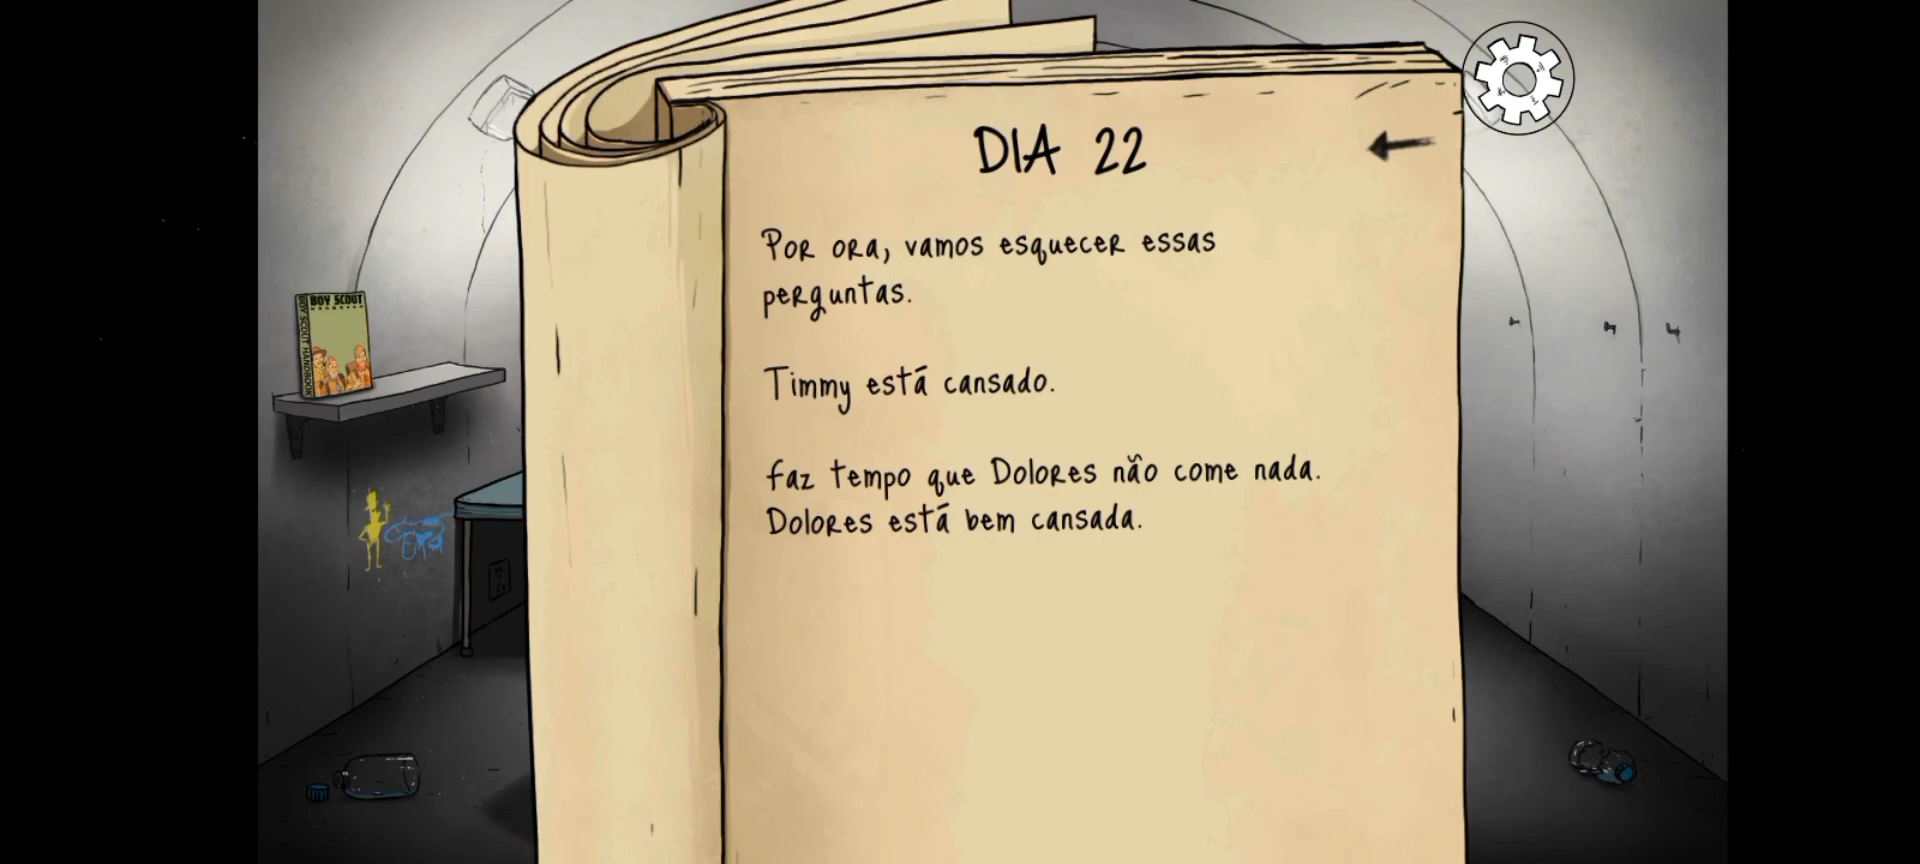 DIA 22
Por ora, vamos esquecer essas
perguntas.
Timmy está cansado.
faz tempo que Dolores não come nada.
Dolores está bem cansada.
BOY SCOUT
BOY SCOUT HANDBOOK